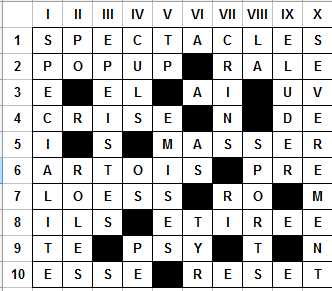 I II III IV V VI VII VIII IX X
1 S P E C T A C L E S
2 P O P U P R A L E
3 E E L A I U V
4 C R I S E N D E
5 I S M A S S E R
6 A R T O I S P R E
7 L O E S S R O M
8 I L S E T I R E E
9 T E P S Y T N
10 E S S E R E S E T